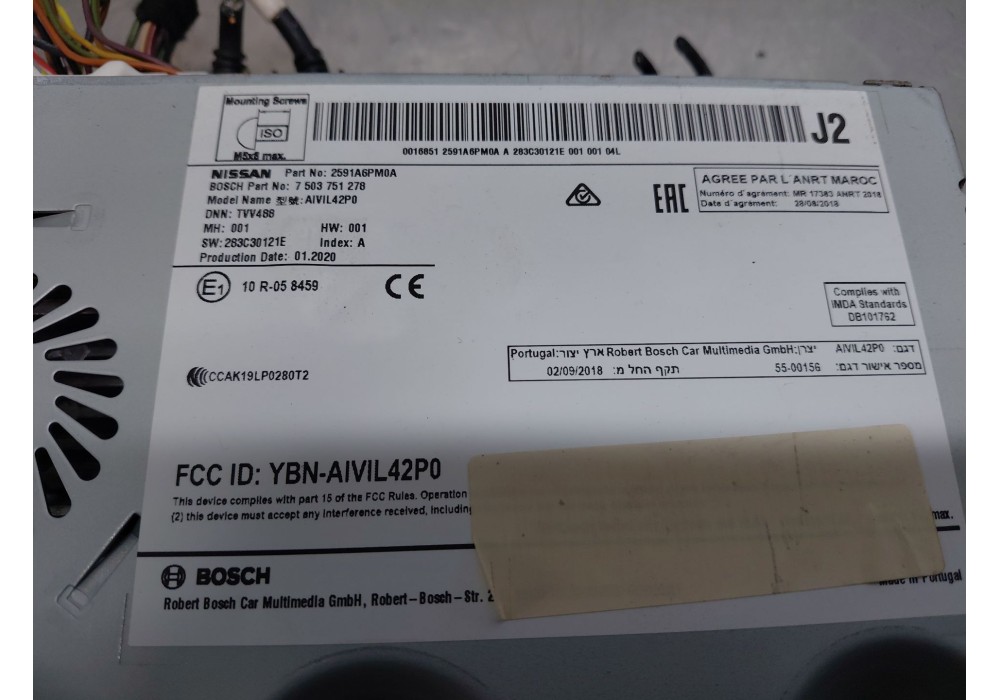 Mounting Screws
ISO
M5x8 max.
0016851 2591A6PM0A A 283C30121E 001 001 04L
J2
NISSAN Part No: 2591A6PM0A
BOSCH Part No: 7 503 751 278
Model Name 型號: AIVIL42P0
DNN: TVV488
MH: 001 HW: 001
SW: 283C30121E Index: A
Production Date: 01.2020
EAC
AGREE PAR L'ANRT MAROC
Numéro d'agrément: MR 17383 ANRT 2018
Date d'agrément: 28/08/2018
E1 10 R-05 8459
CE
Complies with
IMDA Standards
DB101762
דגם: AIVIL42P0 יצרן: Robert Bosch Car Multimedia GmbH ארץ יצור: Portugal
מספר אישור דגם: 55-00156 תקף החל מ: 02/09/2018
CCAK19LP0280T2
FCC ID: YBN-AIVIL42P0
This device complies with part 15 of the FCC Rules. Operation
(2) this device must accept any interference received, including
max.
BOSCH
Made in Portugal
Robert Bosch Car Multimedia GmbH, Robert-Bosch-Str. 2